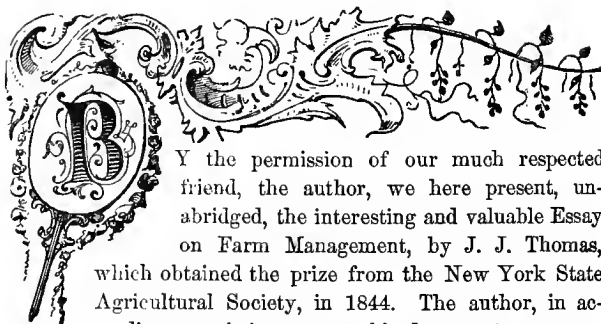 BY the permission of our much respected
friend, the author, we here present, un-
abridged, the interesting and valuable Essay
on Farm Management, by J. J. Thomas,
which obtained the prize from the New York State
Agricultural Society, in 1844. The author, in ac-